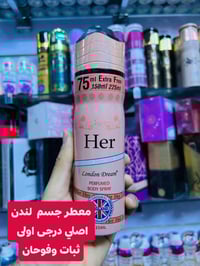 75 ml Extra Free
150ml 225ml
Her
London Dream
PERFUMED
BODY SPRAY
معطر جسم لندن
اصلي درجى اولى
ثبات وفوحان